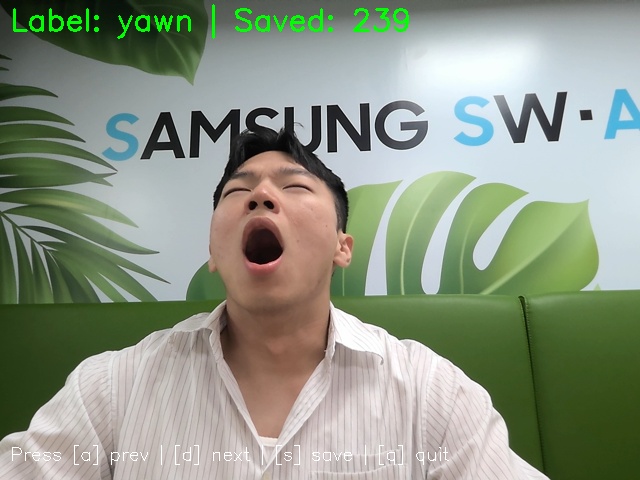 Label: yawn | Saved: 239
SAMSUNG SW·A
Press [a] prev | [d] next | [s] save | [q] quit